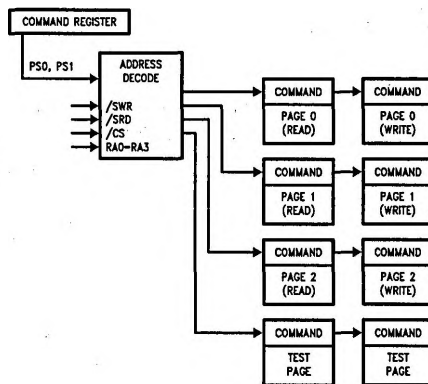 COMMAND REGISTER
PS0, PS1
ADDRESS
DECODE
/SWR
/SRD
/CS
RA0-RA3
COMMAND
PAGE 0
(READ)
COMMAND
PAGE 0
(WRITE)
COMMAND
PAGE 1
(READ)
COMMAND
PAGE 1
(WRITE)
COMMAND
PAGE 2
(READ)
COMMAND
PAGE 2
(WRITE)
COMMAND
TEST
PAGE
COMMAND
TEST
PAGE